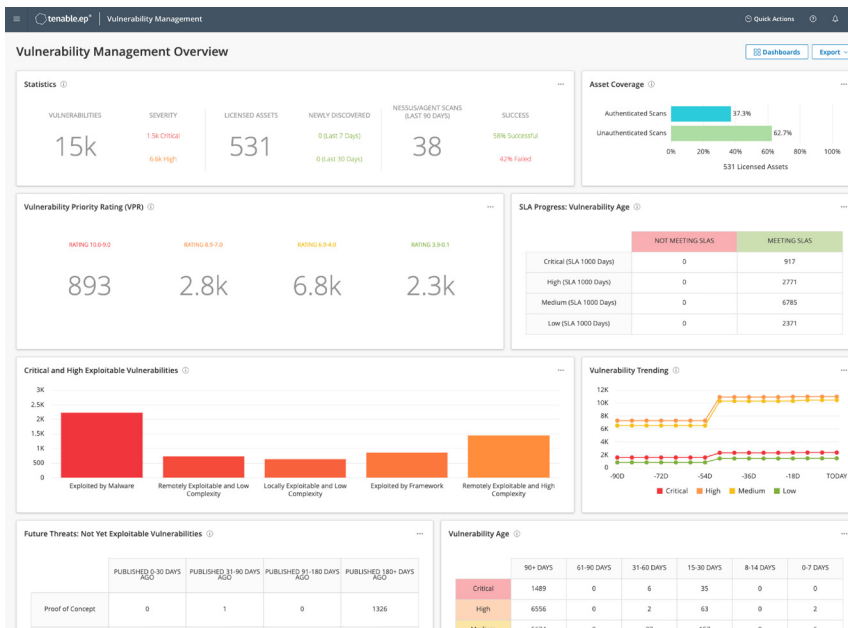 tenable.ep® Vulnerability Management Quick Actions
Vulnerability Management Overview Dashboards Export
Statistics
VULNERABILITIES SEVERITY LICENSED ASSETS NEWLY DISCOVERED NESSUS/AGENT SCANS (LAST 90 DAYS) SUCCESS
15k 1.5k Critical 6.6k High 531 0 (Last 7 Days) 0 (Last 30 Days) 38 58% Successful 42% Failed
Asset Coverage
Authenticated Scans 37.3%
Unauthenticated Scans 62.7%
0% 20% 40% 60% 80% 100%
531 Licensed Assets
Vulnerability Priority Rating (VPR)
RATING 10.0-9.0 RATING 8.9-7.0 RATING 6.9-4.0 RATING 3.9-0.1
893 2.8k 6.8k 2.3k
SLA Progress: Vulnerability Age
NOT MEETING SLAS MEETING SLAS
Critical (SLA 1000 Days) 0 917
High (SLA 1000 Days) 0 2771
Medium (SLA 1000 Days) 0 6785
Low (SLA 1000 Days) 0 2371
Critical and High Exploitable Vulnerabilities
3K
2.5K
2K
1.5K
1K
500
0
Exploited by Malware
Remotely Exploitable and Low Complexity
Locally Exploitable and Low Complexity
Exploited by Framework
Remotely Exploitable and High Complexity
Vulnerability Trending
12K
10K
8K
6K
4K
2K
0
-90D -72D -54D -36D -18D TODAY
Critical High Medium Low
Future Threats: Not Yet Exploitable Vulnerabilities
PUBLISHED 0-30 DAYS AGO PUBLISHED 31-90 DAYS AGO PUBLISHED 91-180 DAYS AGO PUBLISHED 180+ DAYS AGO
Proof of Concept 0 1 0 1326
Vulnerability Age
90+ DAYS 61-90 DAYS 31-60 DAYS 15-30 DAYS 8-14 DAYS 0-7 DAYS
Critical 1489 0 6 35 0 0
High 6556 0 2 63 0 2